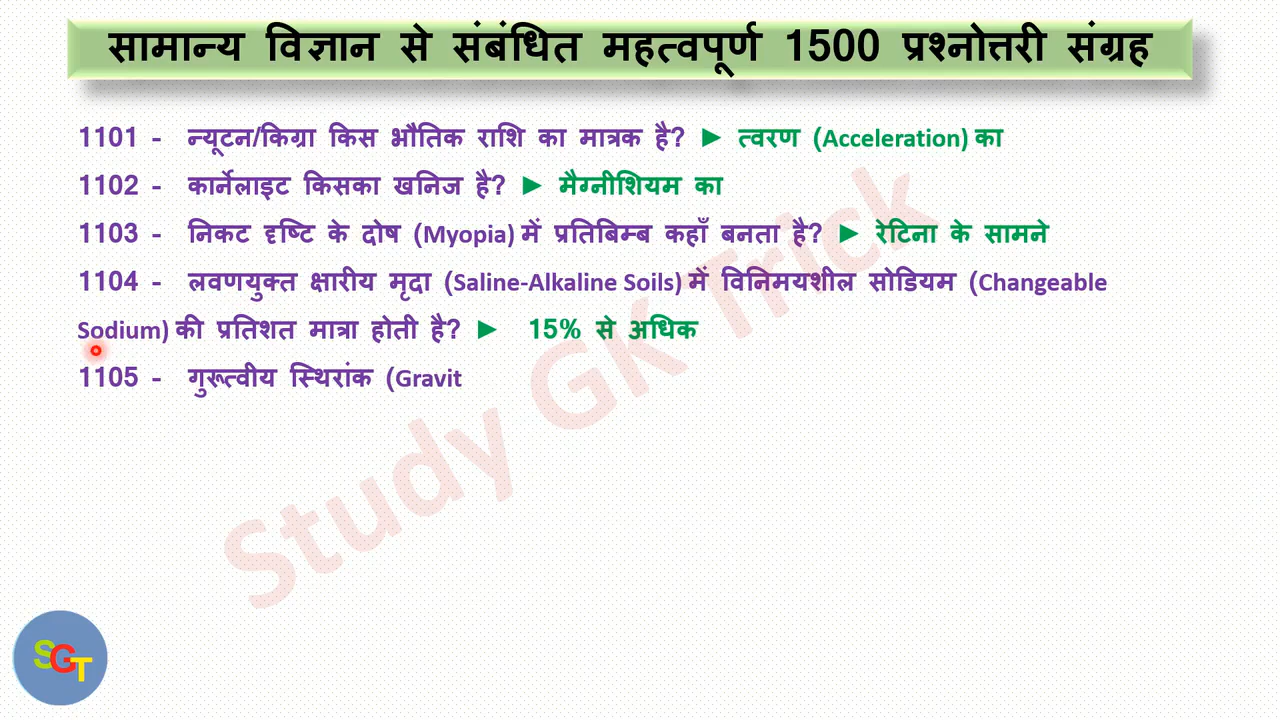 सामान्य विज्ञान से संबंधित महत्वपूर्ण 1500 प्रश्नोत्तरी संग्रह
1101 - न्यूटन/किग्रा किस भौतिक राशि का मात्रक है? ► त्वरण (Acceleration) का
1102 - कार्नेलाइट किसका खनिज है? ► मैग्नीशियम का
1103 - निकट दृष्टि के दोष (Myopia) में प्रतिबिम्ब कहाँ बनता है? ► रेटिना के सामने
1104 - लवणयुक्त क्षारीय मृदा (Saline-Alkaline Soils) में विनिमयशील सोडियम (Changeable
Sodium) की प्रतिशत मात्रा होती है? ► 15% से अधिक
1105 - गुरूत्वीय स्थिरांक (Gravit
Study GK Trick
SGT